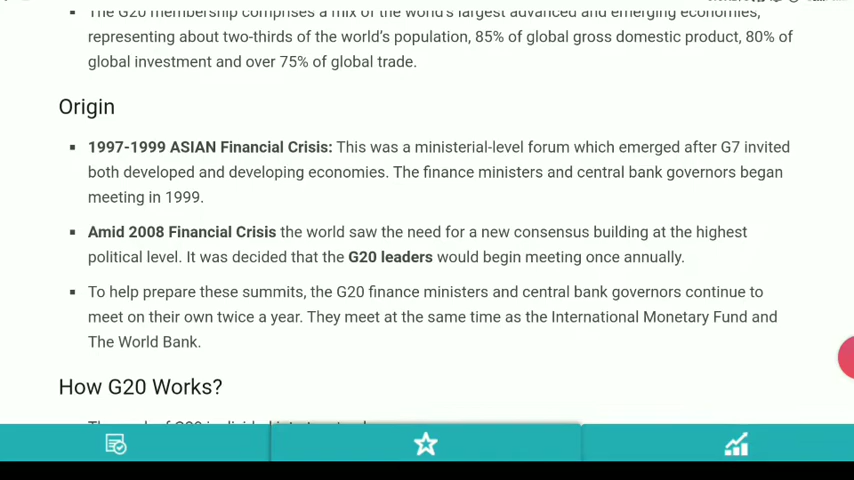 The G20 membership comprises a mix of the world's largest advanced and emerging economies,
representing about two-thirds of the world's population, 85% of global gross domestic product, 80% of
global investment and over 75% of global trade.
Origin
1997-1999 ASIAN Financial Crisis: This was a ministerial-level forum which emerged after G7 invited
both developed and developing economies. The finance ministers and central bank governors began
meeting in 1999.
Amid 2008 Financial Crisis the world saw the need for a new consensus building at the highest
political level. It was decided that the G20 leaders would begin meeting once annually.
To help prepare these summits, the G20 finance ministers and central bank governors continue to
meet on their own twice a year. They meet at the same time as the International Monetary Fund and
The World Bank.
How G20 Works?